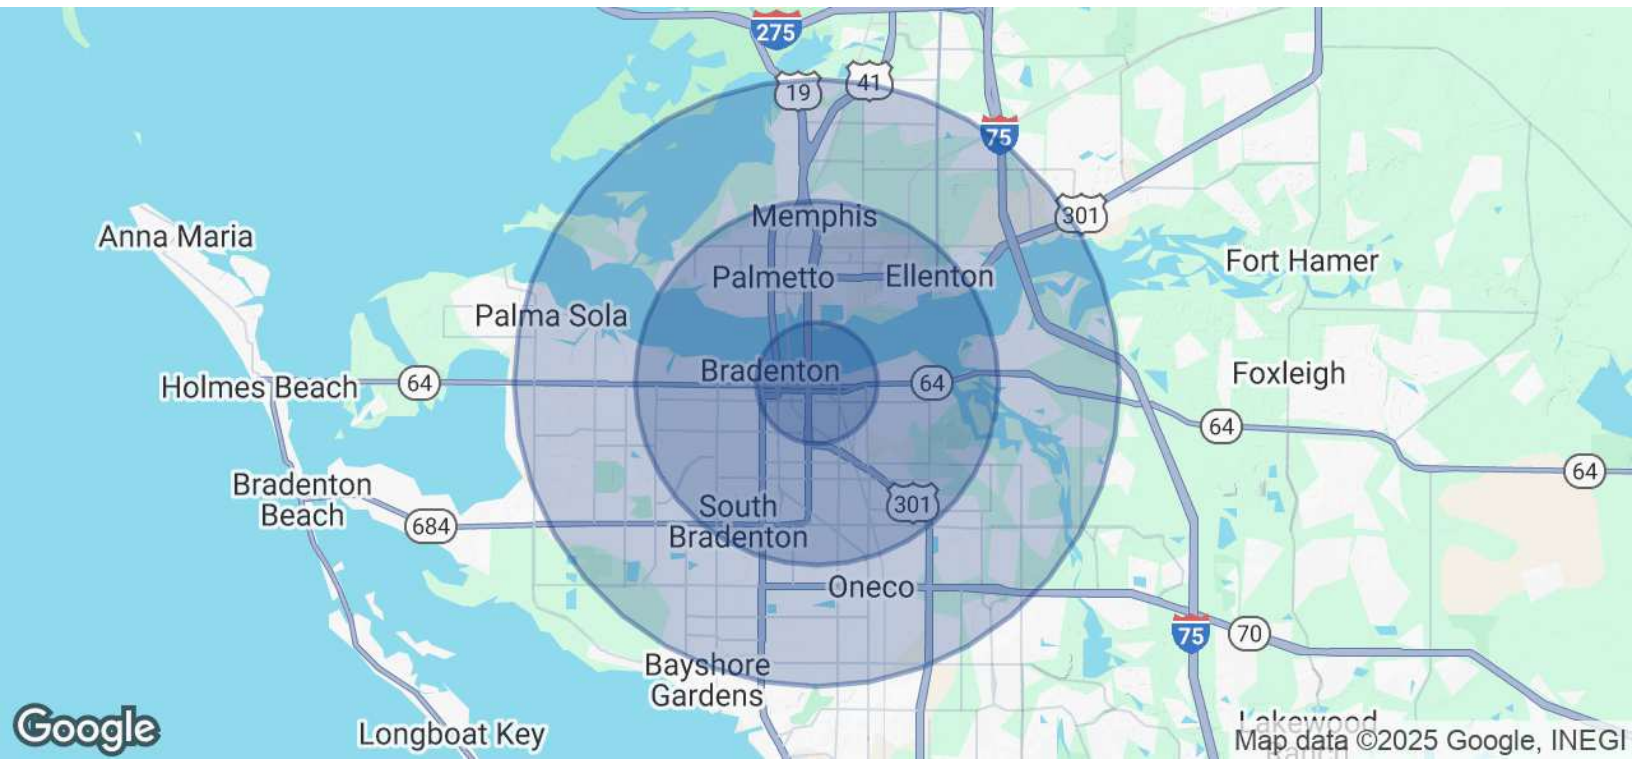 275
19
41
75
301
Memphis
Anna Maria
Fort Hamer
Palmetto
Ellenton
Palma Sola
Bradenton
Foxleigh
Holmes Beach
64
64
64
64
Bradenton
Beach
684
South
Bradenton
301
Oneco
75
70
Bayshore
Gardens
Longboat Key
Lakewood
Ranch
Google
Map data ©2025 Google, INEGI